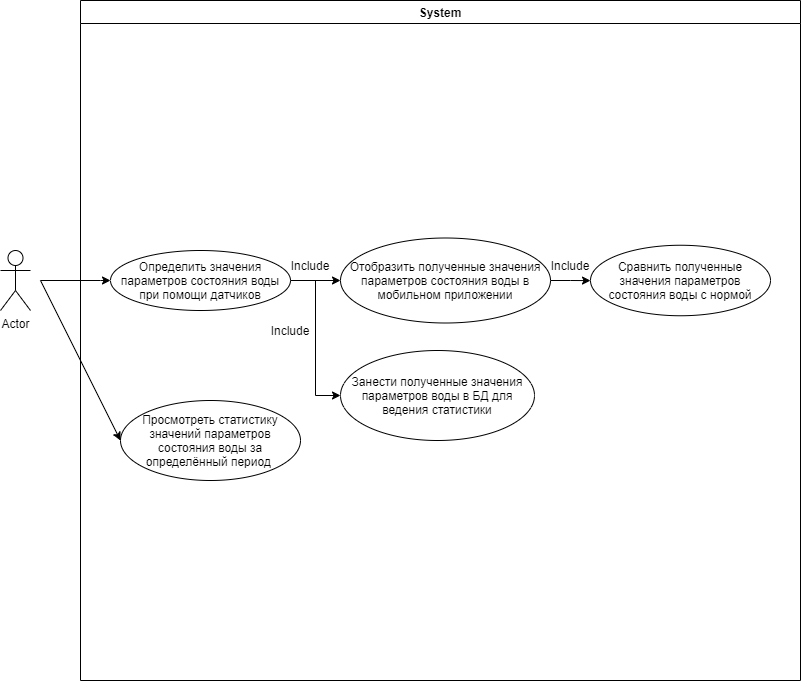 System
Actor
Определить значения
параметров состояния воды
при помощи датчиков
Include
Отобразить полученные значения
параметров состояния воды в
мобильном приложении
Include
Сравнить полученные
значения параметров
состояния воды с нормой
Include
Занести полученные значения
параметров воды в БД для
ведения статистики
Просмотреть статистику
значений параметров
состояния воды за
определённый период